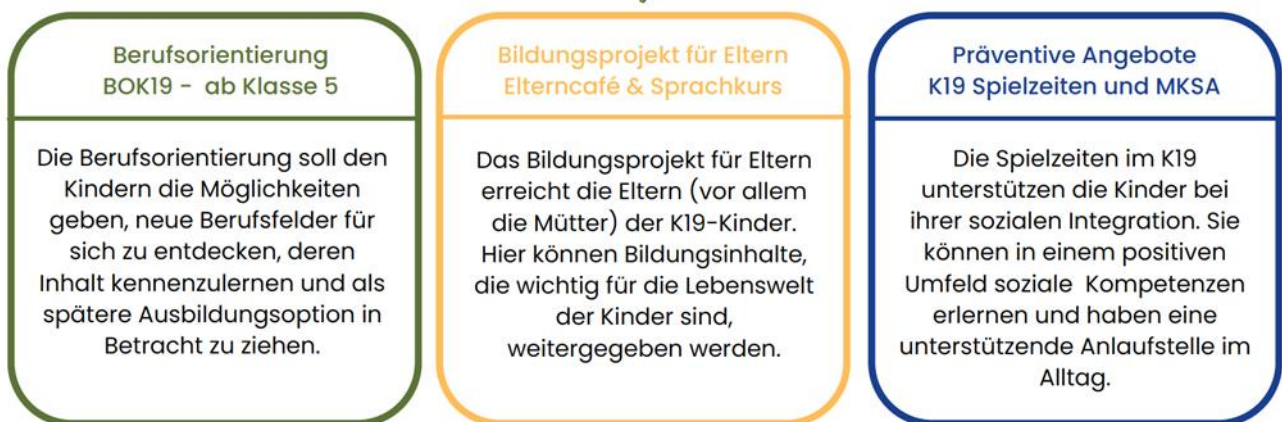 Berufsorientierung
BOK19 - ab Klasse 5
Die Berufsorientierung soll den
Kindern die Möglichkeiten
geben, neue Berufsfelder für
sich zu entdecken, deren
Inhalt kennenzulernen und als
spätere Ausbildungsoption in
Betracht zu ziehen.
Bildungsprojekt für Eltern
Elterncafé & Sprachkurs
Das Bildungsprojekt für Eltern
erreicht die Eltern (vor allem
die Mütter) der K19-Kinder.
Hier können Bildungsinhalte,
die wichtig für die Lebenswelt
der Kinder sind,
weitergegeben werden.
Präventive Angebote
K19 Spielzeiten und MKSA
Die Spielzeiten im K19
unterstützen die Kinder bei
ihrer sozialen Integration. Sie
können in einem positiven
Umfeld soziale Kompetenzen
erlernen und haben eine
unterstützende Anlaufstelle im
Alltag.